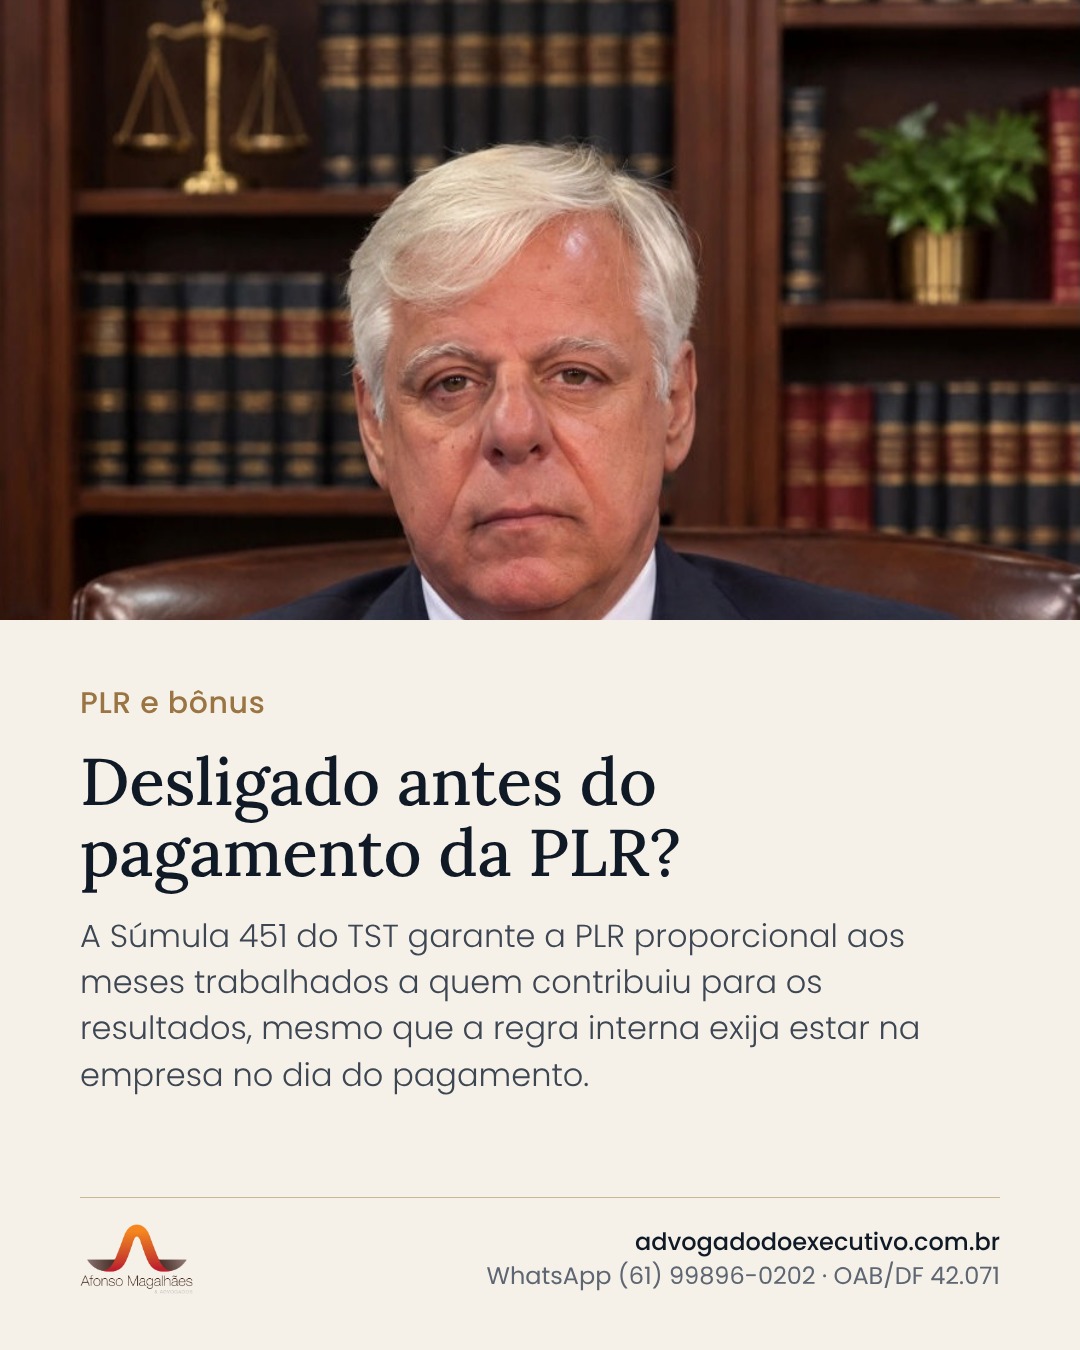 PLR e bônus
Desligado antes do
pagamento da PLR?
A Súmula 451 do TST garante a PLR proporcional aos
meses trabalhados a quem contribuiu para os
resultados, mesmo que a regra interna exija estar na
empresa no dia do pagamento.
Afonso Magalhães
advogadodoexecutivo.com.br
WhatsApp (61) 99896-0202 · OAB/DF 42.071